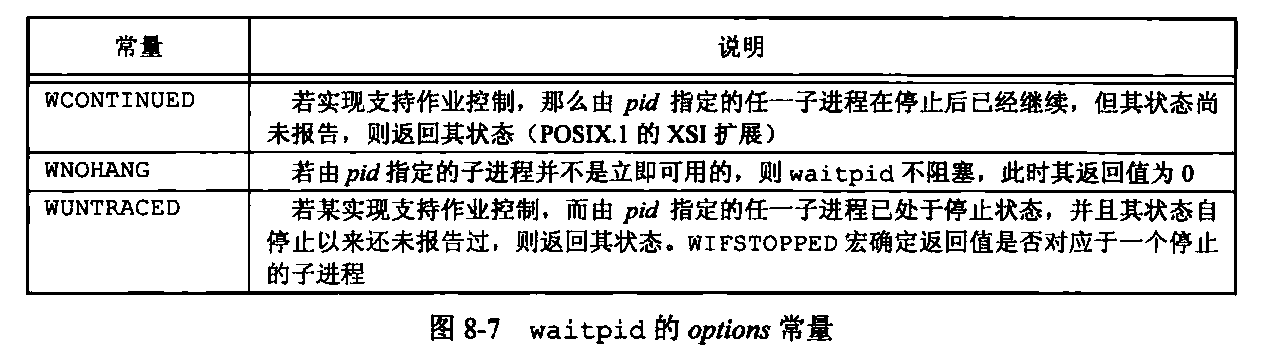 常量 说明
WCONTINUED 若实现支持作业控制，那么由 pid 指定的任一子进程在停止后已经继续，但其状态尚
未报告，则返回其状态（POSIX.1 的 XSI 扩展）
WNOHANG 若由 pid 指定的子进程并不是立即可用的，则 waitpid 不阻塞，此时其返回值为 0
WUNTRACED 若某实现支持作业控制，而由 pid 指定的任一子进程已处于停止状态，并且其状态自
停止以来还未报告过，则返回其状态。WIFSTOPPED 宏确定返回值是否对应于一个停止
的子进程
图 8-7 waitpid 的 options 常量